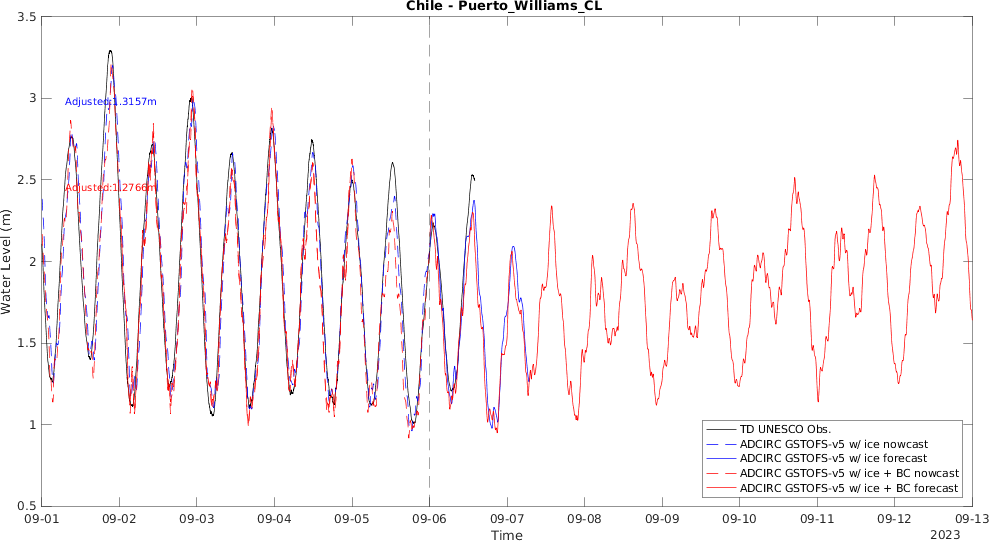 Chile - Puerto_Williams_CL
3.5
3
2.5
2
1.5
1
0.5
Water Level (m)
Adjusted:1.3157m
Adjusted:1.2766m
TD UNESCO Obs.
ADCIRC GSTOFS-v5 w/ ice nowcast
ADCIRC GSTOFS-v5 w/ ice forecast
ADCIRC GSTOFS-v5 w/ ice + BC nowcast
ADCIRC GSTOFS-v5 w/ ice + BC forecast
09-01 09-02 09-03 09-04 09-05 09-06 09-07 09-08 09-09 09-10 09-11 09-12 09-13
Time
2023